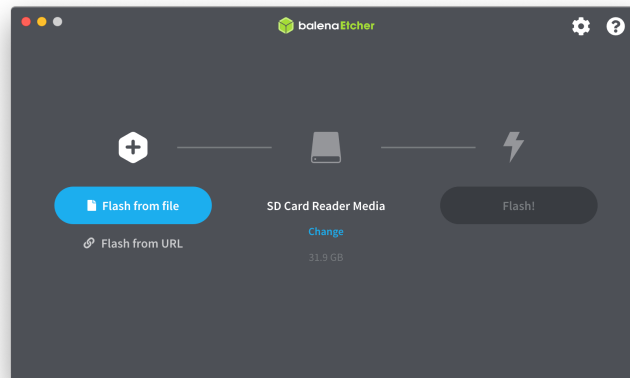 balenaEtcher
Flash from file
Flash from URL
SD Card Reader Media
Change
31.9 GB
Flash!